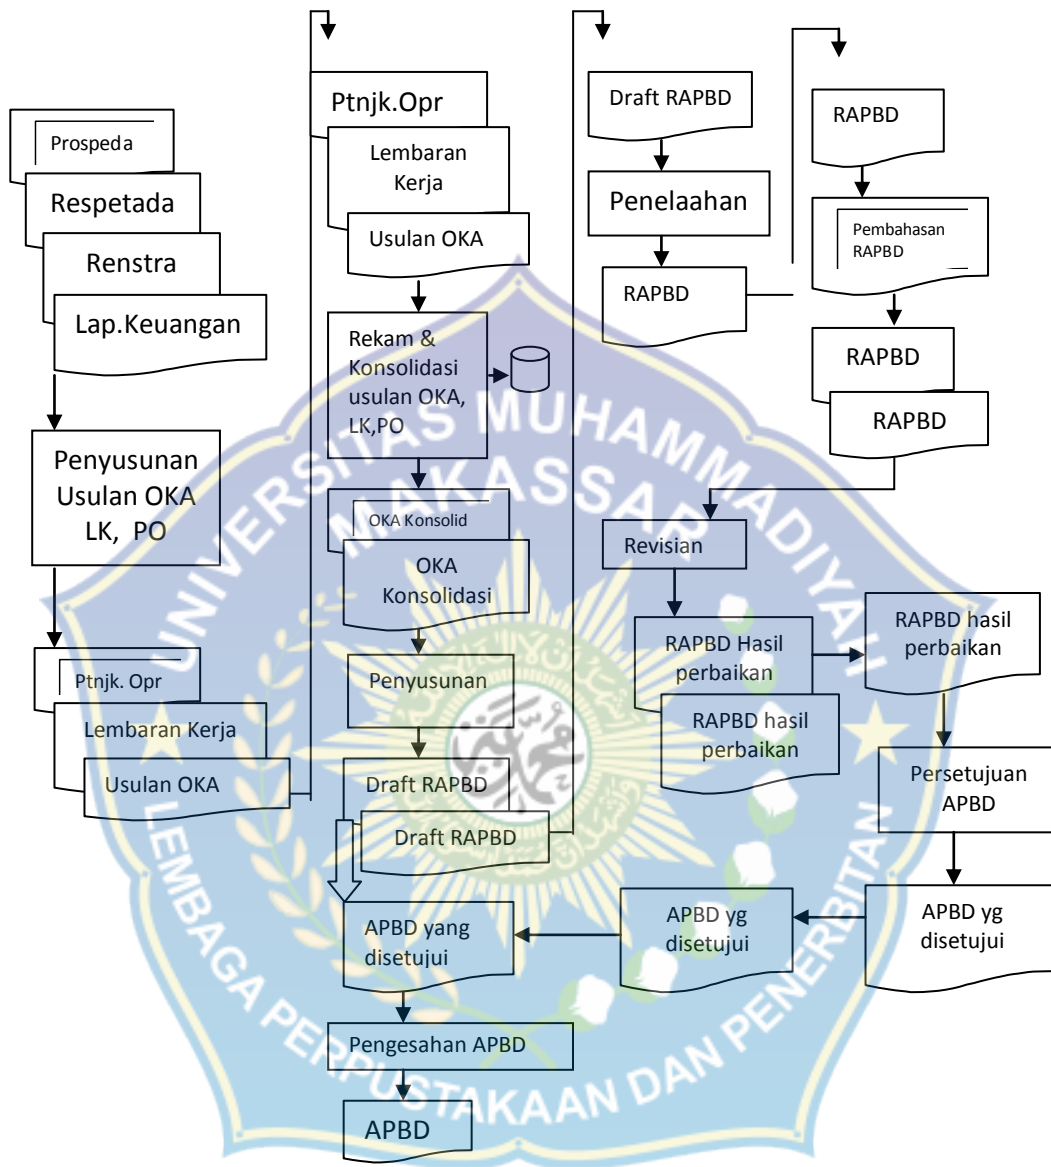 Prospeda
Respetada
Renstra
Lap.Keuangan
Penyusunan
Usulan OKA
LK, PO
Ptnjk. Opr
Lembaran Kerja
Usulan OKA
Ptnjk.Opr
Lembaran
Kerja
Usulan OKA
Rekam &
Konsolidasi
usulan OKA,
LK,PO
OKA Konsolid
OKA
Konsolidasi
Penyusunan
Draft RAPBD
Draft RAPBD
APBD yang
disetujui
Pengesahan APBD
APBD
Draft RAPBD
Penelaahan
RAPBD
RAPBD
Pembahasan
RAPBD
RAPBD
RAPBD
Revisian
RAPBD Hasil
perbaikan
RAPBD hasil
perbaikan
RAPBD hasil
perbaikan
Persetujuan
APBD
APBD yg
disetujui
APBD yg
disetujui
UNIVERSITAS MUHAMMADIYAH
MAKASSAR
LEMBAGA PERPUSTAKAAN DAN PENERBITAN